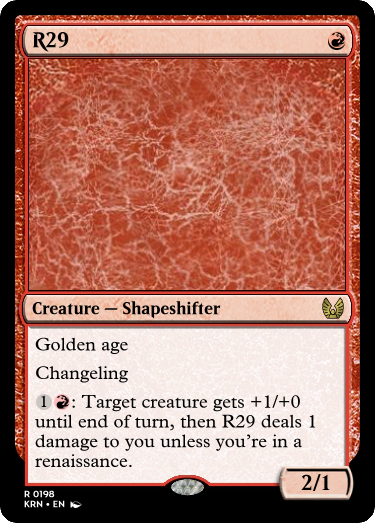 R29
Creature — Shapeshifter
Golden age
Changeling
1 : Target creature gets +1/+0
until end of turn, then R29 deals 1
damage to you unless you're in a
renaissance.
2/1
R 0198
KRN • EN